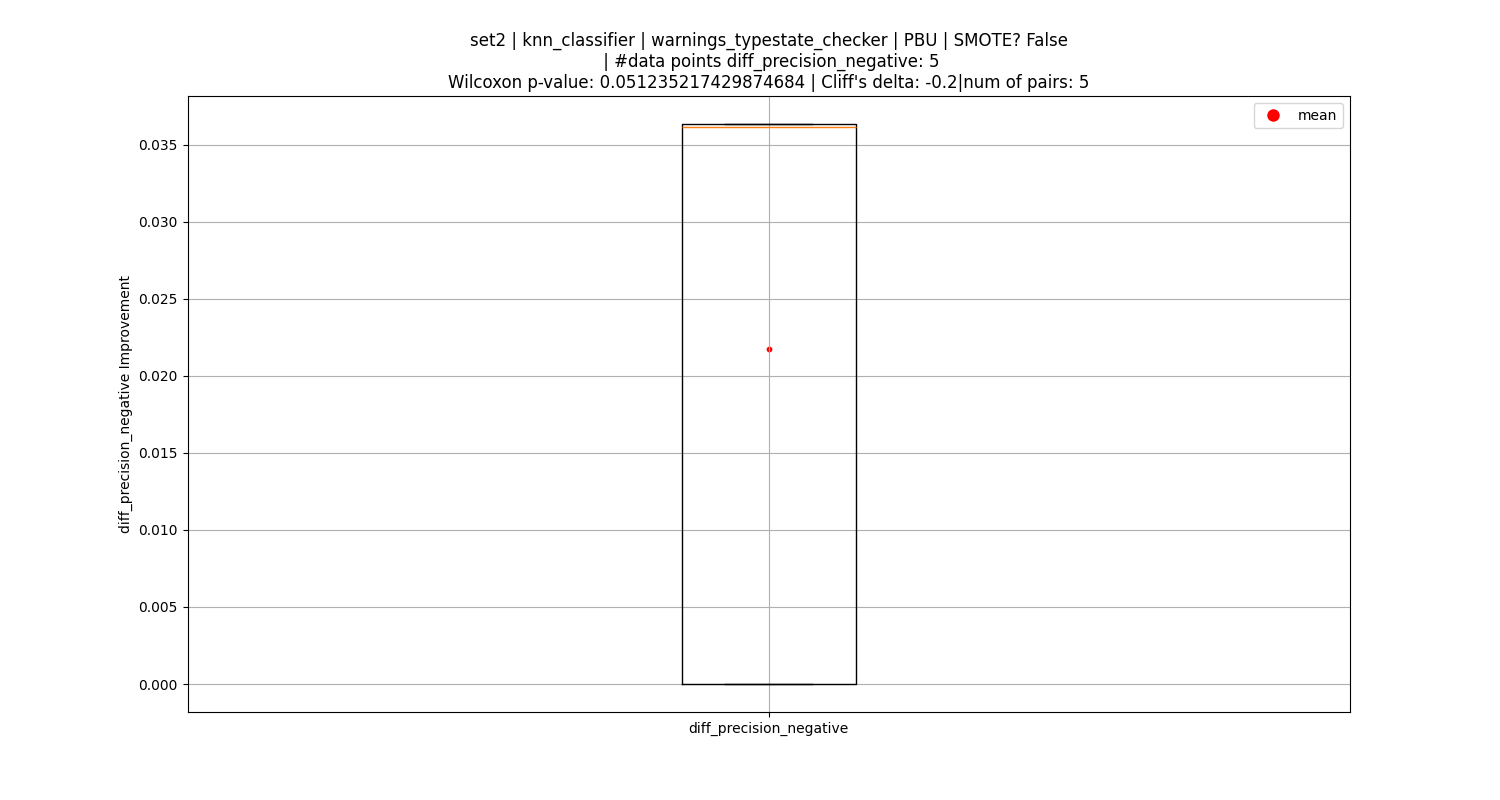 set2 | knn_classifier | warnings_typestate_checker | PBU | SMOTE? False
| #data points diff_precision_negative: 5
Wilcoxon p-value: 0.051235217429874684 | Cliff's delta: -0.2|num of pairs: 5
mean
0.035
0.030
0.025
0.020
0.015
0.010
0.005
0.000
diff_precision_negative Improvement
diff_precision_negative